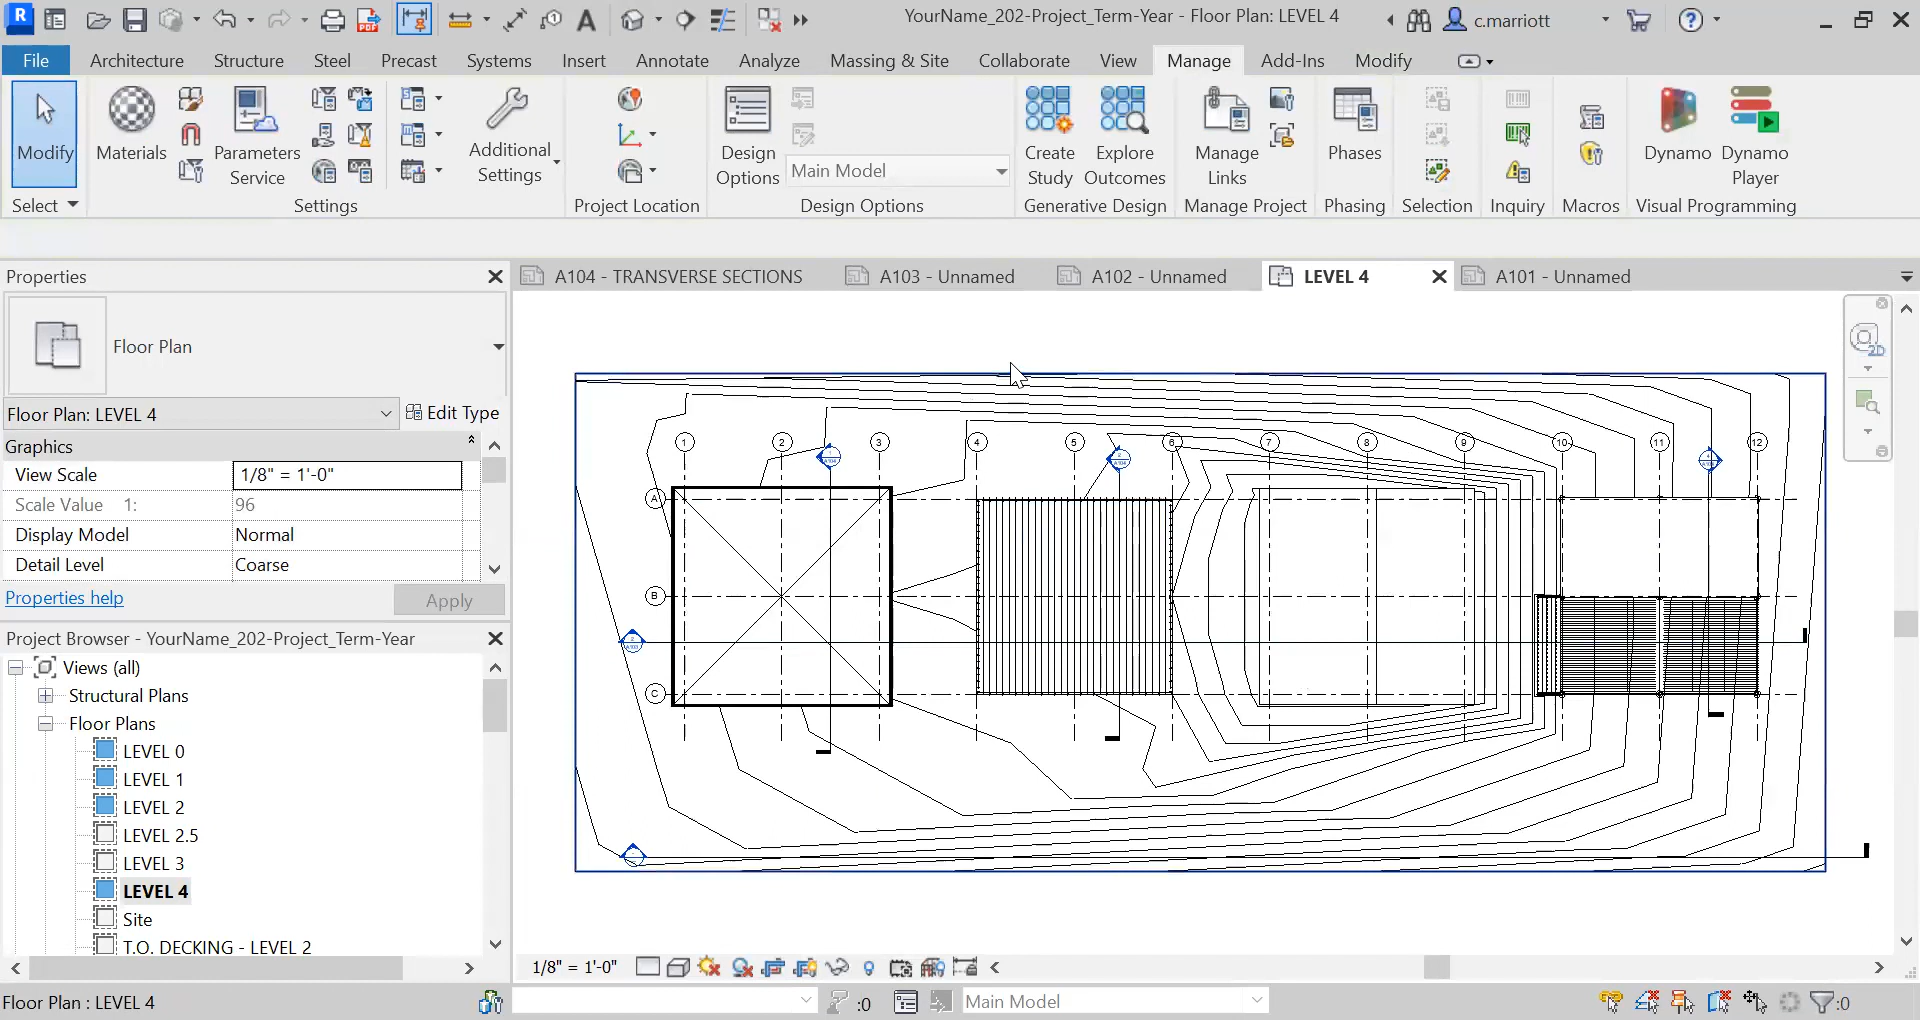 YourName_202-Project_Term-Year - Floor Plan: LEVEL 4
c.marriott
File Architecture Structure Steel Precast Systems Insert Annotate Analyze Massing & Site Collaborate View Manage Add-Ins Modify
Modify
Materials
Parameters
Service
Additional
Settings
Design
Options
Main Model
Create
Study
Explore
Outcomes
Manage
Links
Phases
Dynamo
Dynamo
Player
Select Settings Project Location Design Options Generative Design Manage Project Phasing Selection Inquiry Macros Visual Programming
Properties
A104 - TRANSVERSE SECTIONS A103 - Unnamed A102 - Unnamed LEVEL 4 A101 - Unnamed
Floor Plan
Floor Plan: LEVEL 4 Edit Type
Graphics
View Scale 1/8" = 1'-0"
Scale Value 1: 96
Display Model Normal
Detail Level Coarse
Properties help Apply
Project Browser - YourName_202-Project_Term-Year
Views (all)
Structural Plans
Floor Plans
LEVEL 0
LEVEL 1
LEVEL 2
LEVEL 2.5
LEVEL 3
LEVEL 4
Site
T.O. DECKING - LEVEL 2
2D
1 2 3 4 5 6 7 8 9 10 11 12
A
B
C
1/8" = 1'-0"
Floor Plan : LEVEL 4 :0 Main Model :0